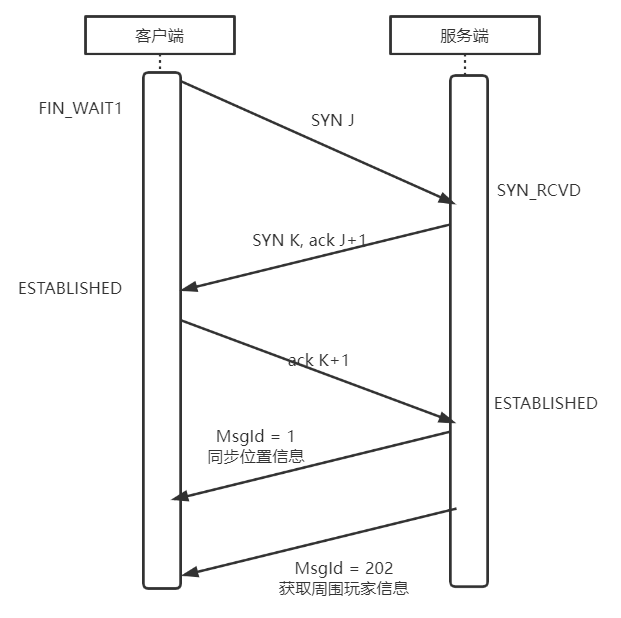 客户端
服务端
FIN_WAIT1
SYN J
SYN_RCVD
SYN K, ack J+1
ESTABLISHED
ack K+1
ESTABLISHED
MsgId = 1
同步位置信息
MsgId = 202
获取周围玩家信息